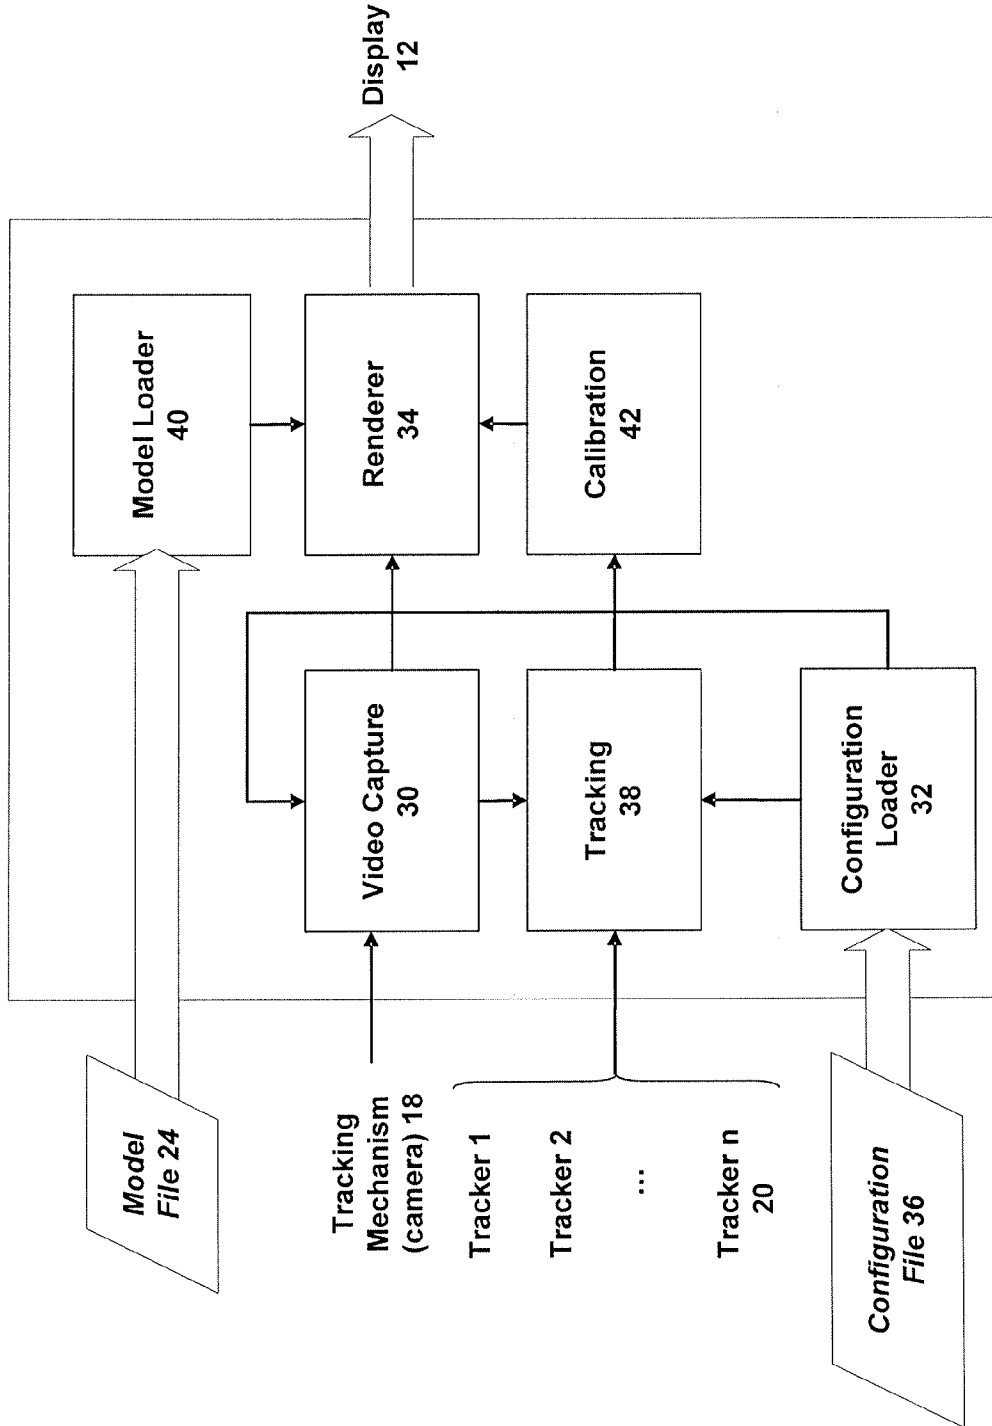 Model
File 24
Tracking
Mechanism
(camera) 18
Tracker 1
Tracker 2
...
Tracker n
20
Configuration
File 36
Video Capture
30
Tracking
38
Configuration
Loader
32
Model Loader
40
Renderer
34
Calibration
42
Display
12